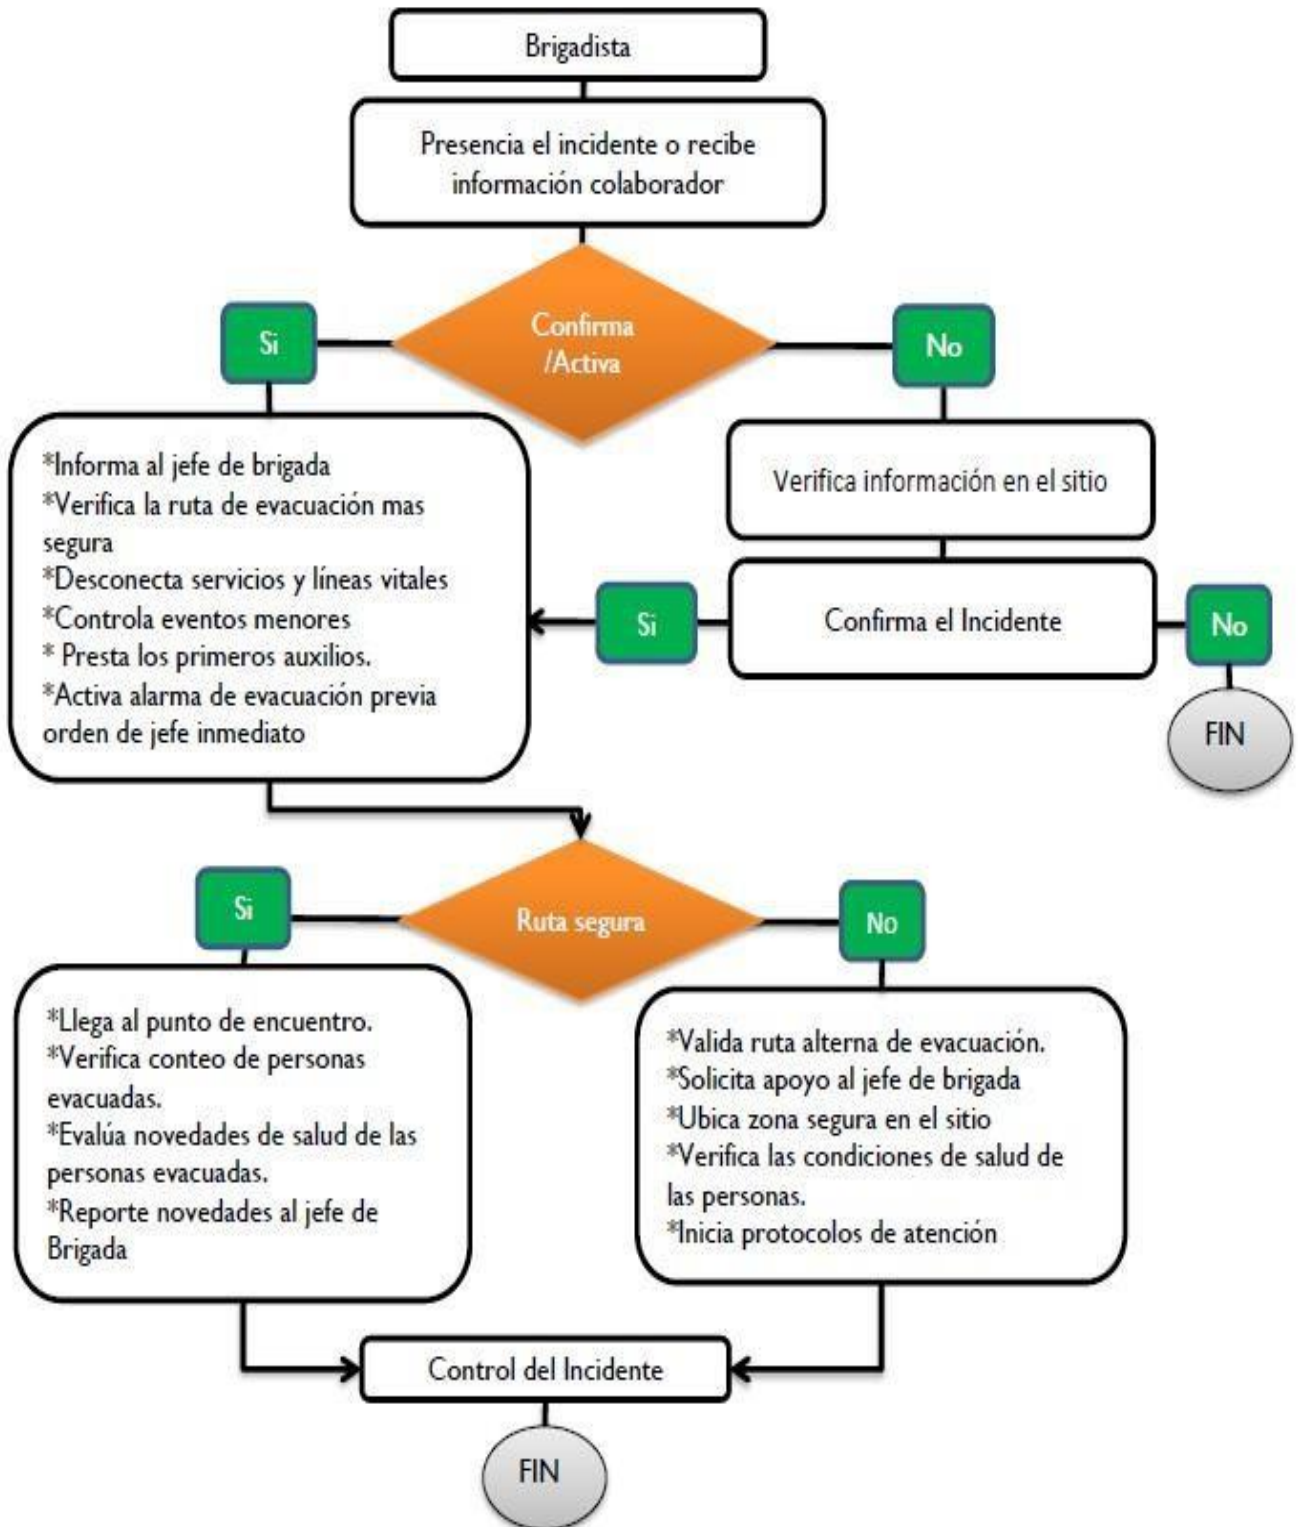 Brigadista
Presencia el incidente o recibe
información colaborador
Confirma
/Activa
Si
No
*Informa al jefe de brigada
*Verifica la ruta de evacuación mas
segura
*Desconecta servicios y líneas vitales
*Controla eventos menores
* Presta los primeros auxilios.
*Activa alarma de evacuación previa
orden de jefe inmediato
Verifica información en el sitio
Confirma el Incidente
Si
No
FIN
Ruta segura
Si
No
*Llega al punto de encuentro.
*Verifica conteo de personas
evacuadas.
*Evalúa novedades de salud de las
personas evacuadas.
*Reporte novedades al jefe de
Brigada
*Valida ruta alterna de evacuación.
*Solicita apoyo al jefe de brigada
*Ubica zona segura en el sitio
*Verifica las condiciones de salud de
las personas.
*Inicia protocolos de atención
Control del Incidente
FIN